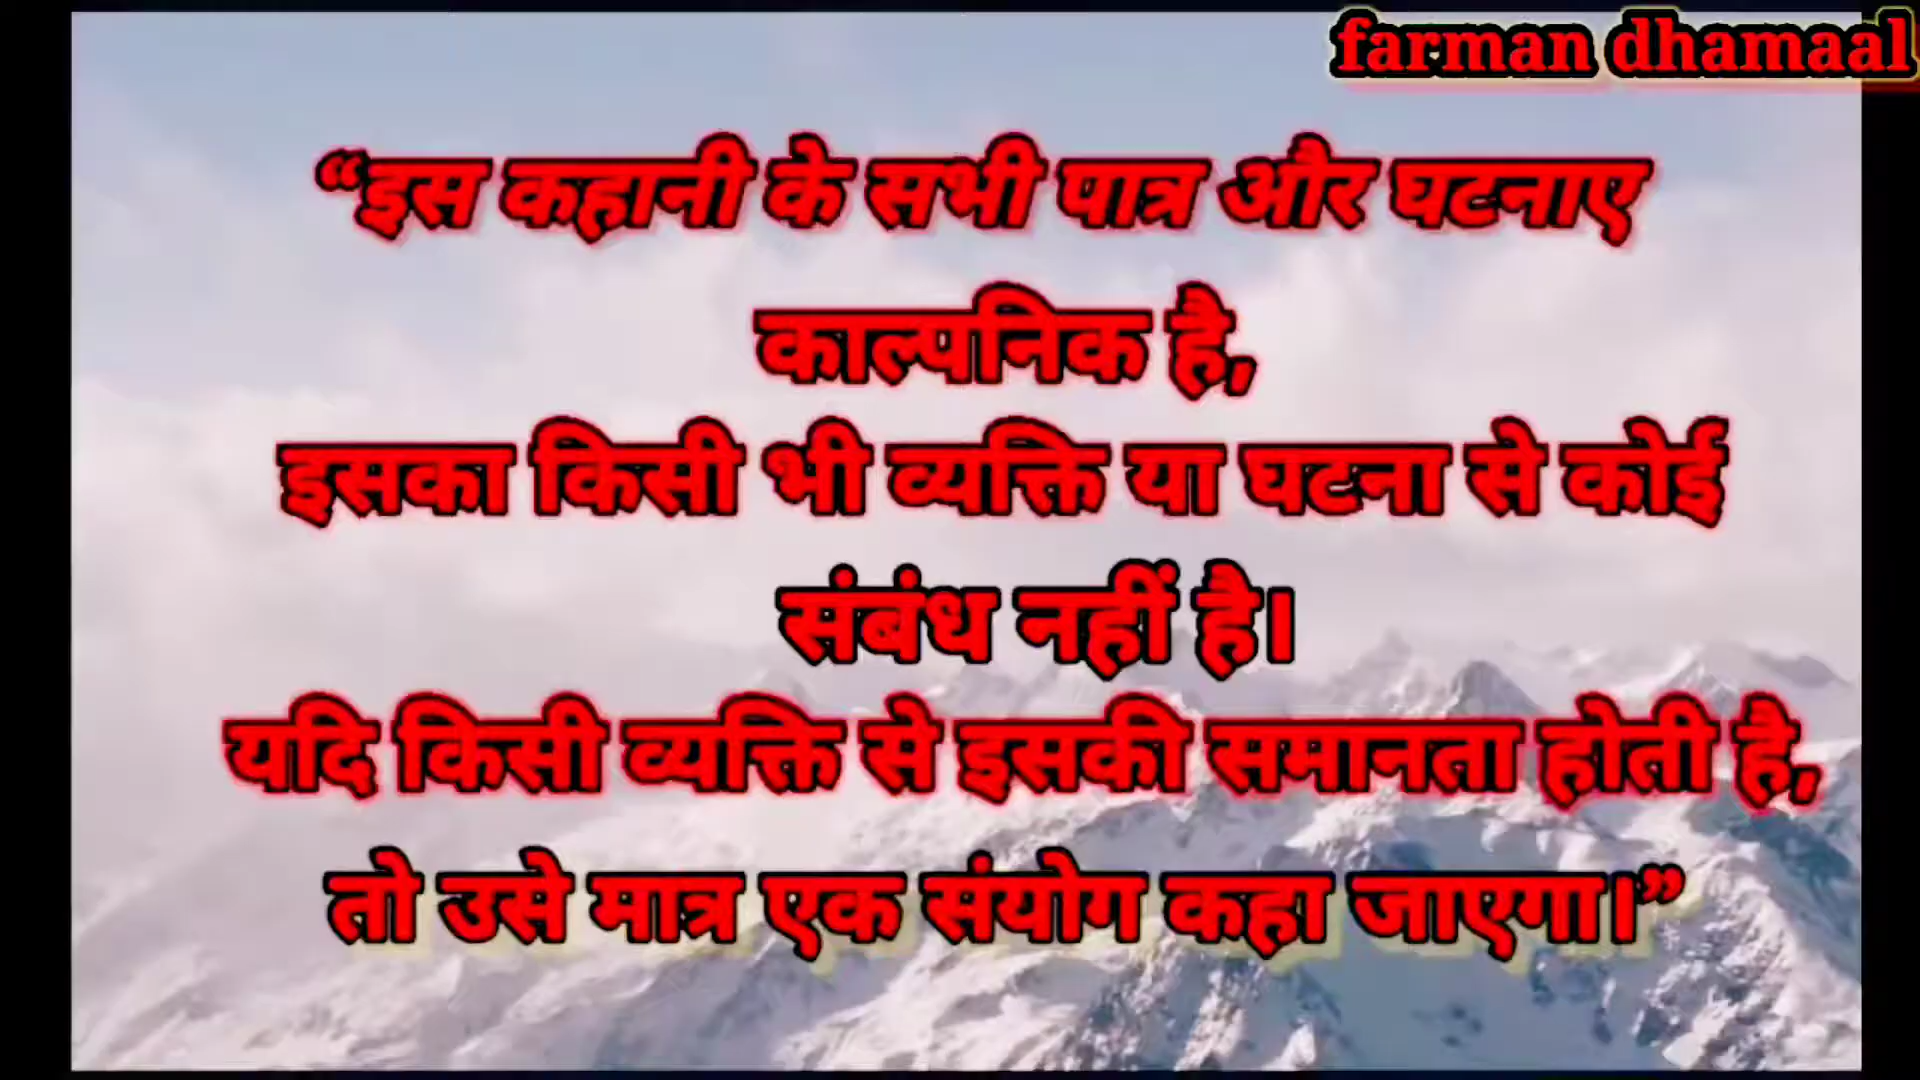 farman dhamaal
“इस कहानी के सभी पात्र और घटनाए
काल्पनिक है,
इसका किसी भी व्यक्ति या घटना से कोई
संबंध नहीं है।
यदि किसी व्यक्ति से इसकी समानता होती है,
तो उसे मात्र एक संयोग कहा जाएगा।”